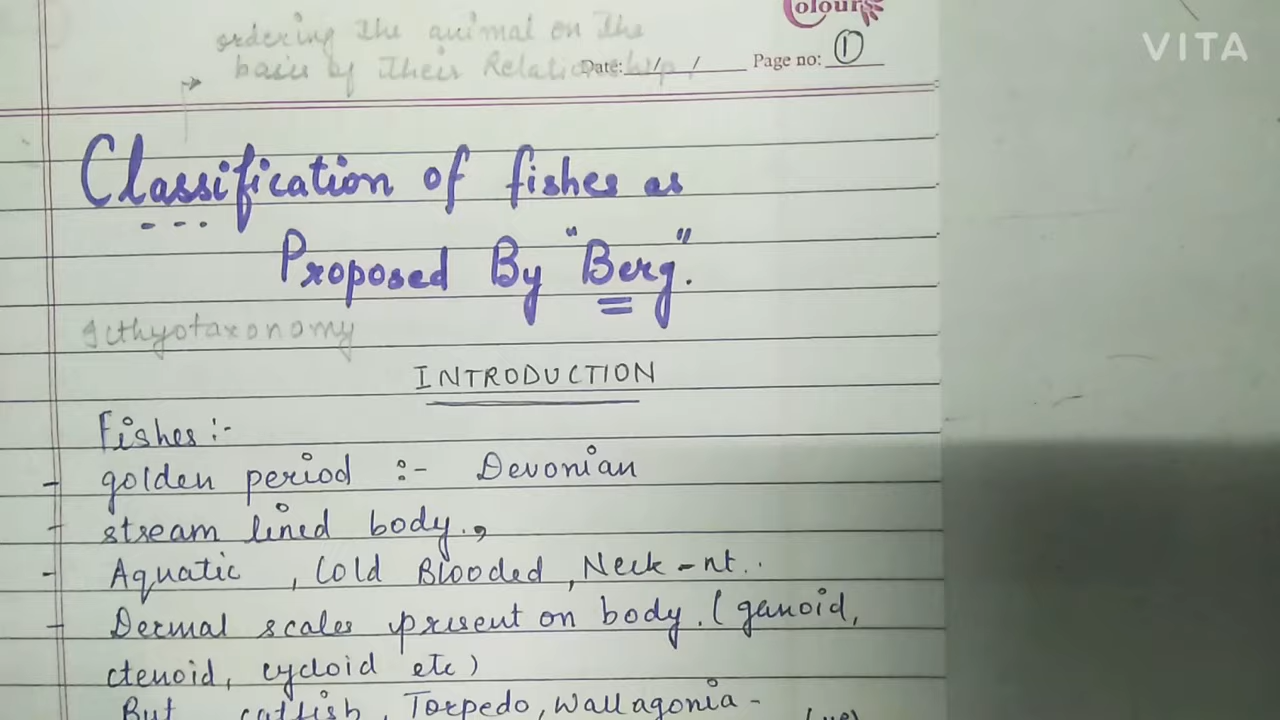 Colours
ordering the animal on the
basis of Their Relationship,
Date: / / Page no: 1
VITA
Classification of fishes as
Proposed By "Berg".
Icthyotaxonomy
INTRODUCTION
Fishes :-
- golden period :- Devonian
- stream lined body.,
- Aquatic , Cold Blooded , Neck - nt..
- Dermal scales present on body. ( ganoid,
ctenoid, cycloid etc )
But catfish, Torpedo, Wallagonia -